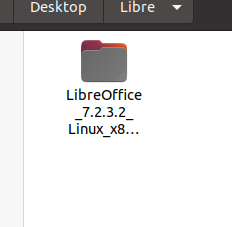 Desktop Libre
LibreOffice
_7.2.3.2_
Linux_x8...